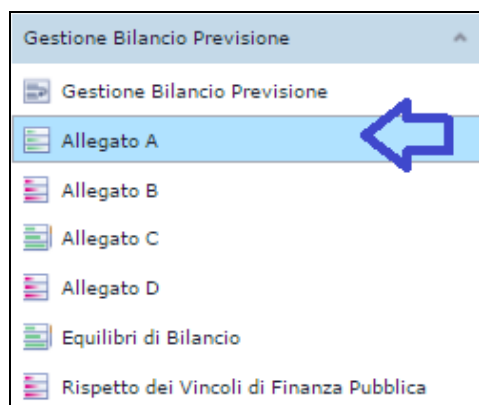 Gestione Bilancio Previsione
Gestione Bilancio Previsione
Allegato A
Allegato B
Allegato C
Allegato D
Equilibri di Bilancio
Rispetto dei Vincoli di Finanza Pubblica